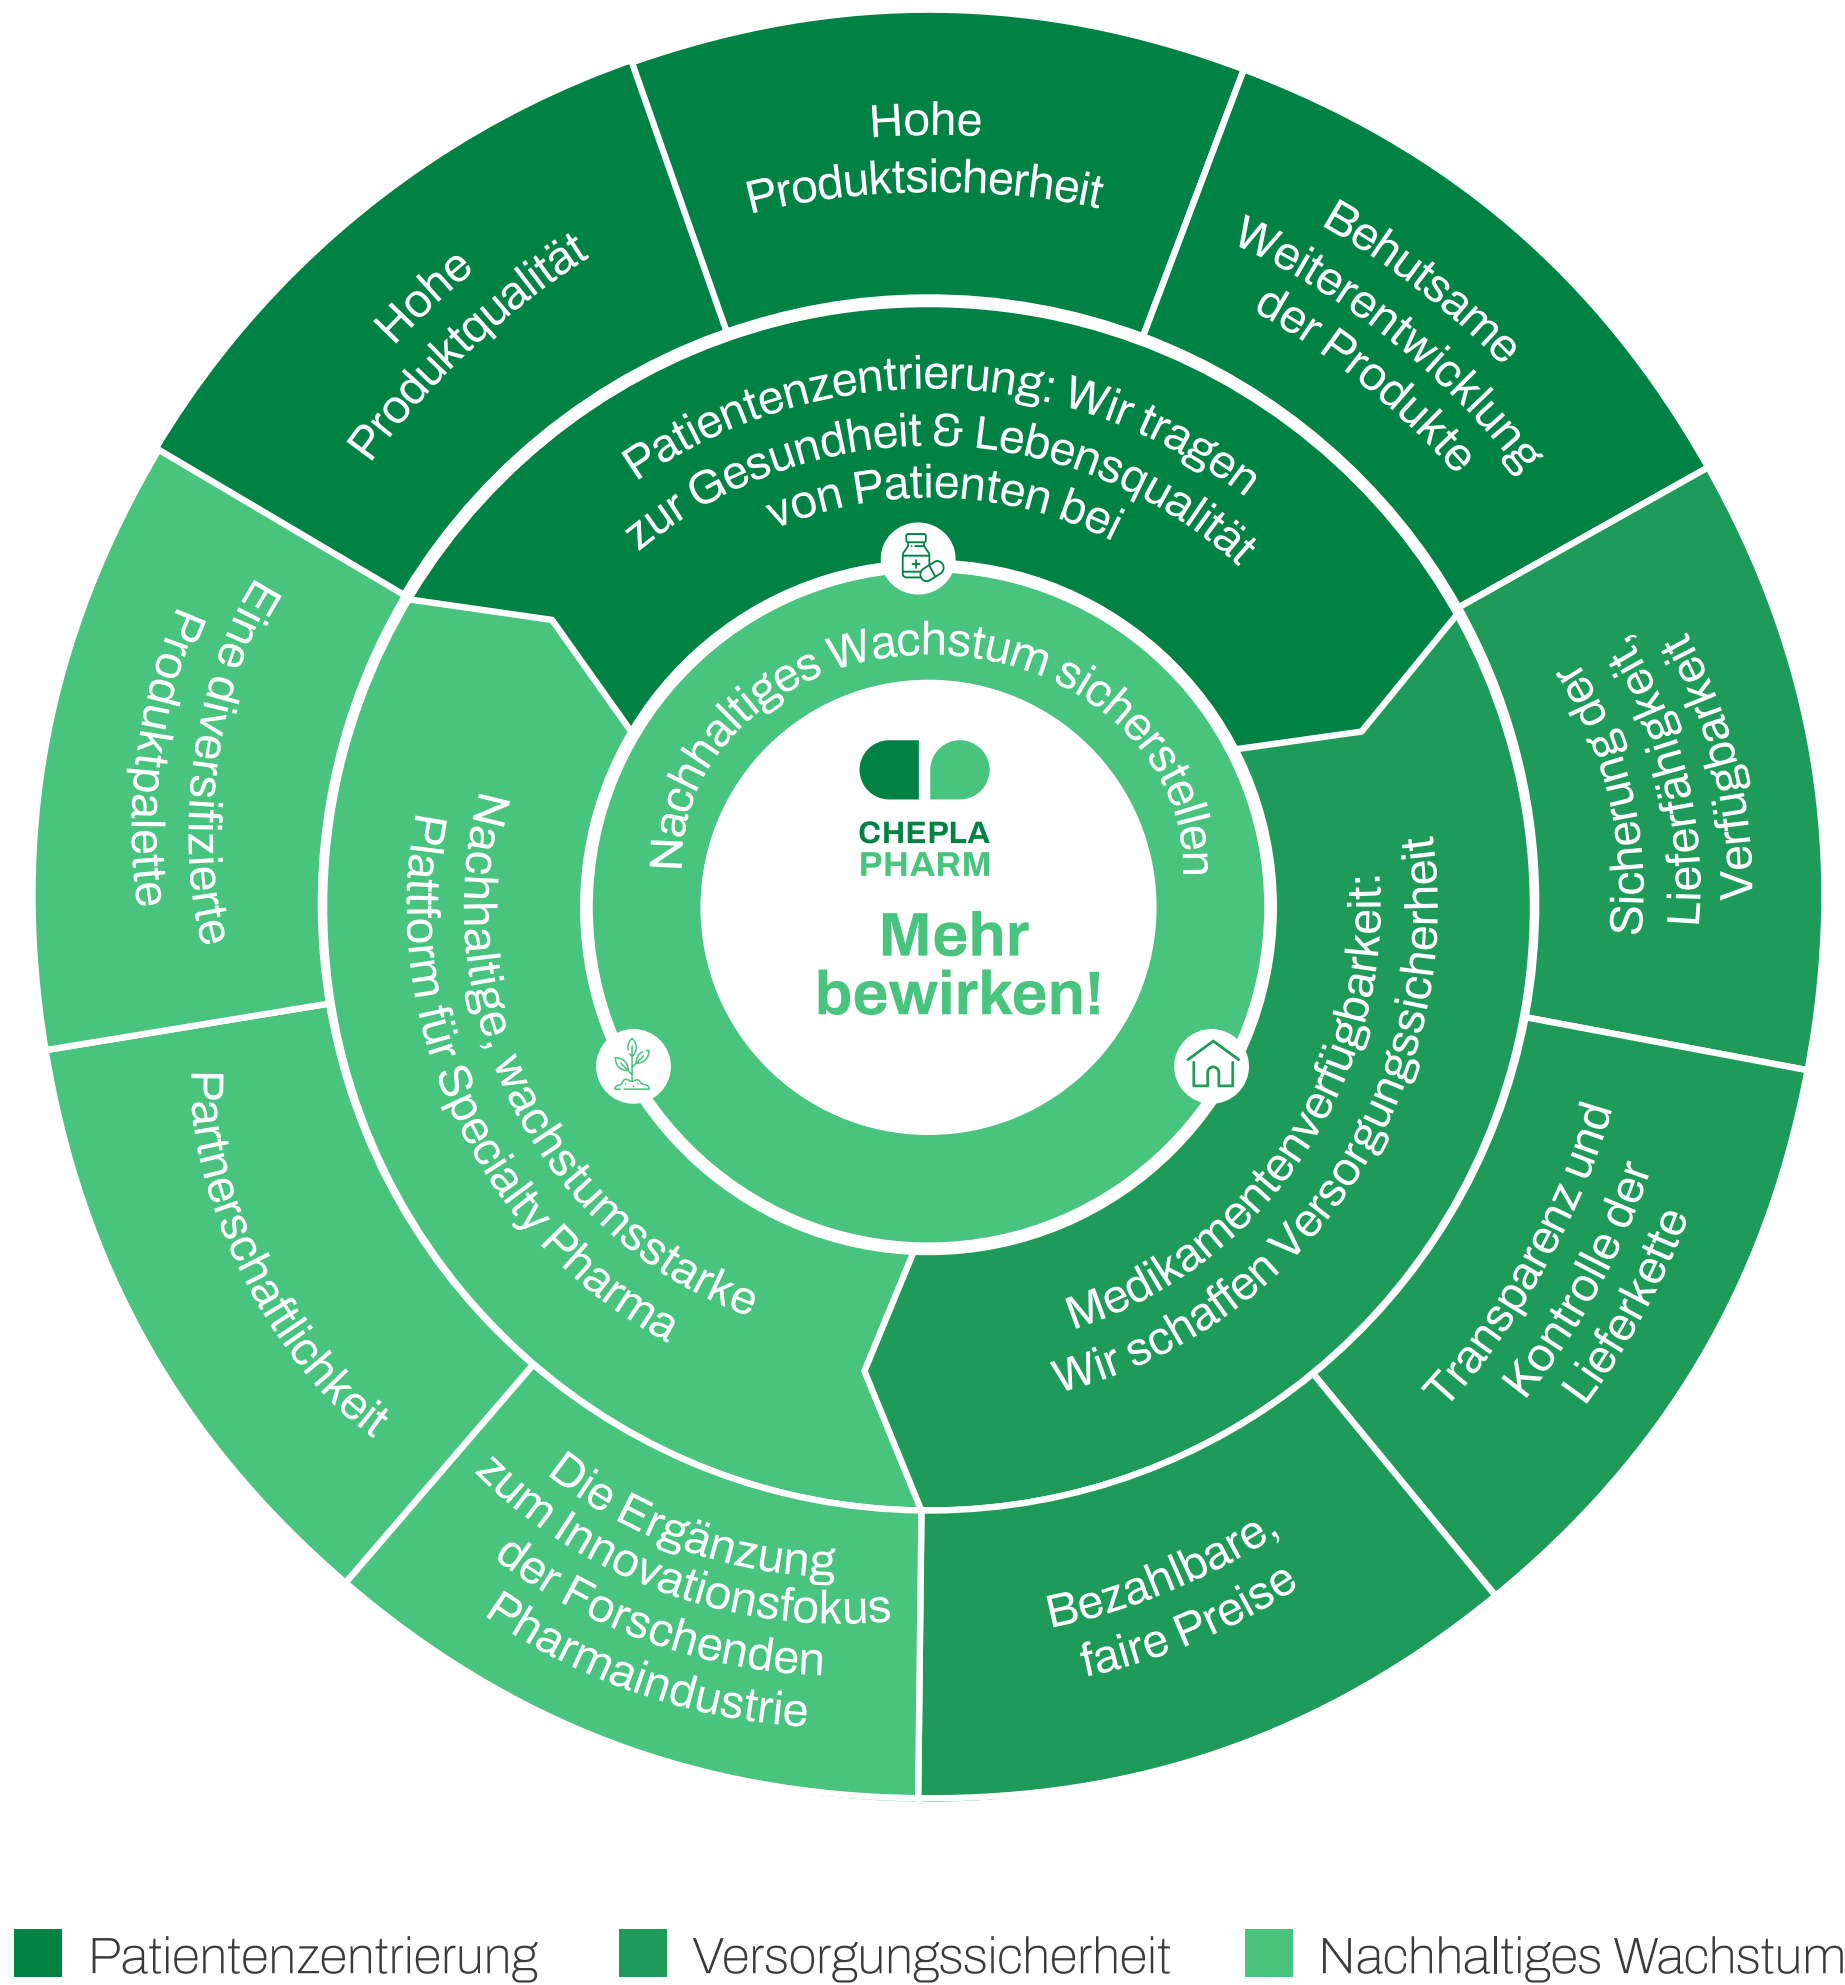 Hohe
Produktsicherheit
Behutsame
Weiterentwicklung
der Produkte
Sicherung der
Lieferfähigkeit,
Verfügbarkeit
Transparenz und
Kontrolle der
Lieferkette
Bezahlbare,
faire Preise
Die Ergänzung
zum Innovationsfokus
der Forschenden
Pharmaindustrie
Partnerschaftlichkeit
Eine diversifizierte
Produktpalette
Hohe
Produktqualität
Patientenzentrierung: Wir tragen
zur Gesundheit & Lebensqualität
von Patienten bei
Medikamentenverfügbarkeit:
Wir schaffen Versorgungssicherheit
Nachhaltige, wachstumsstarke
Plattform für Specialty Pharma
Nachhaltiges Wachstum sicherstellen
CHEPLA
PHARM
Mehr
bewirken!
Patientenzentrierung
Versorgungssicherheit
Nachhaltiges Wachstum